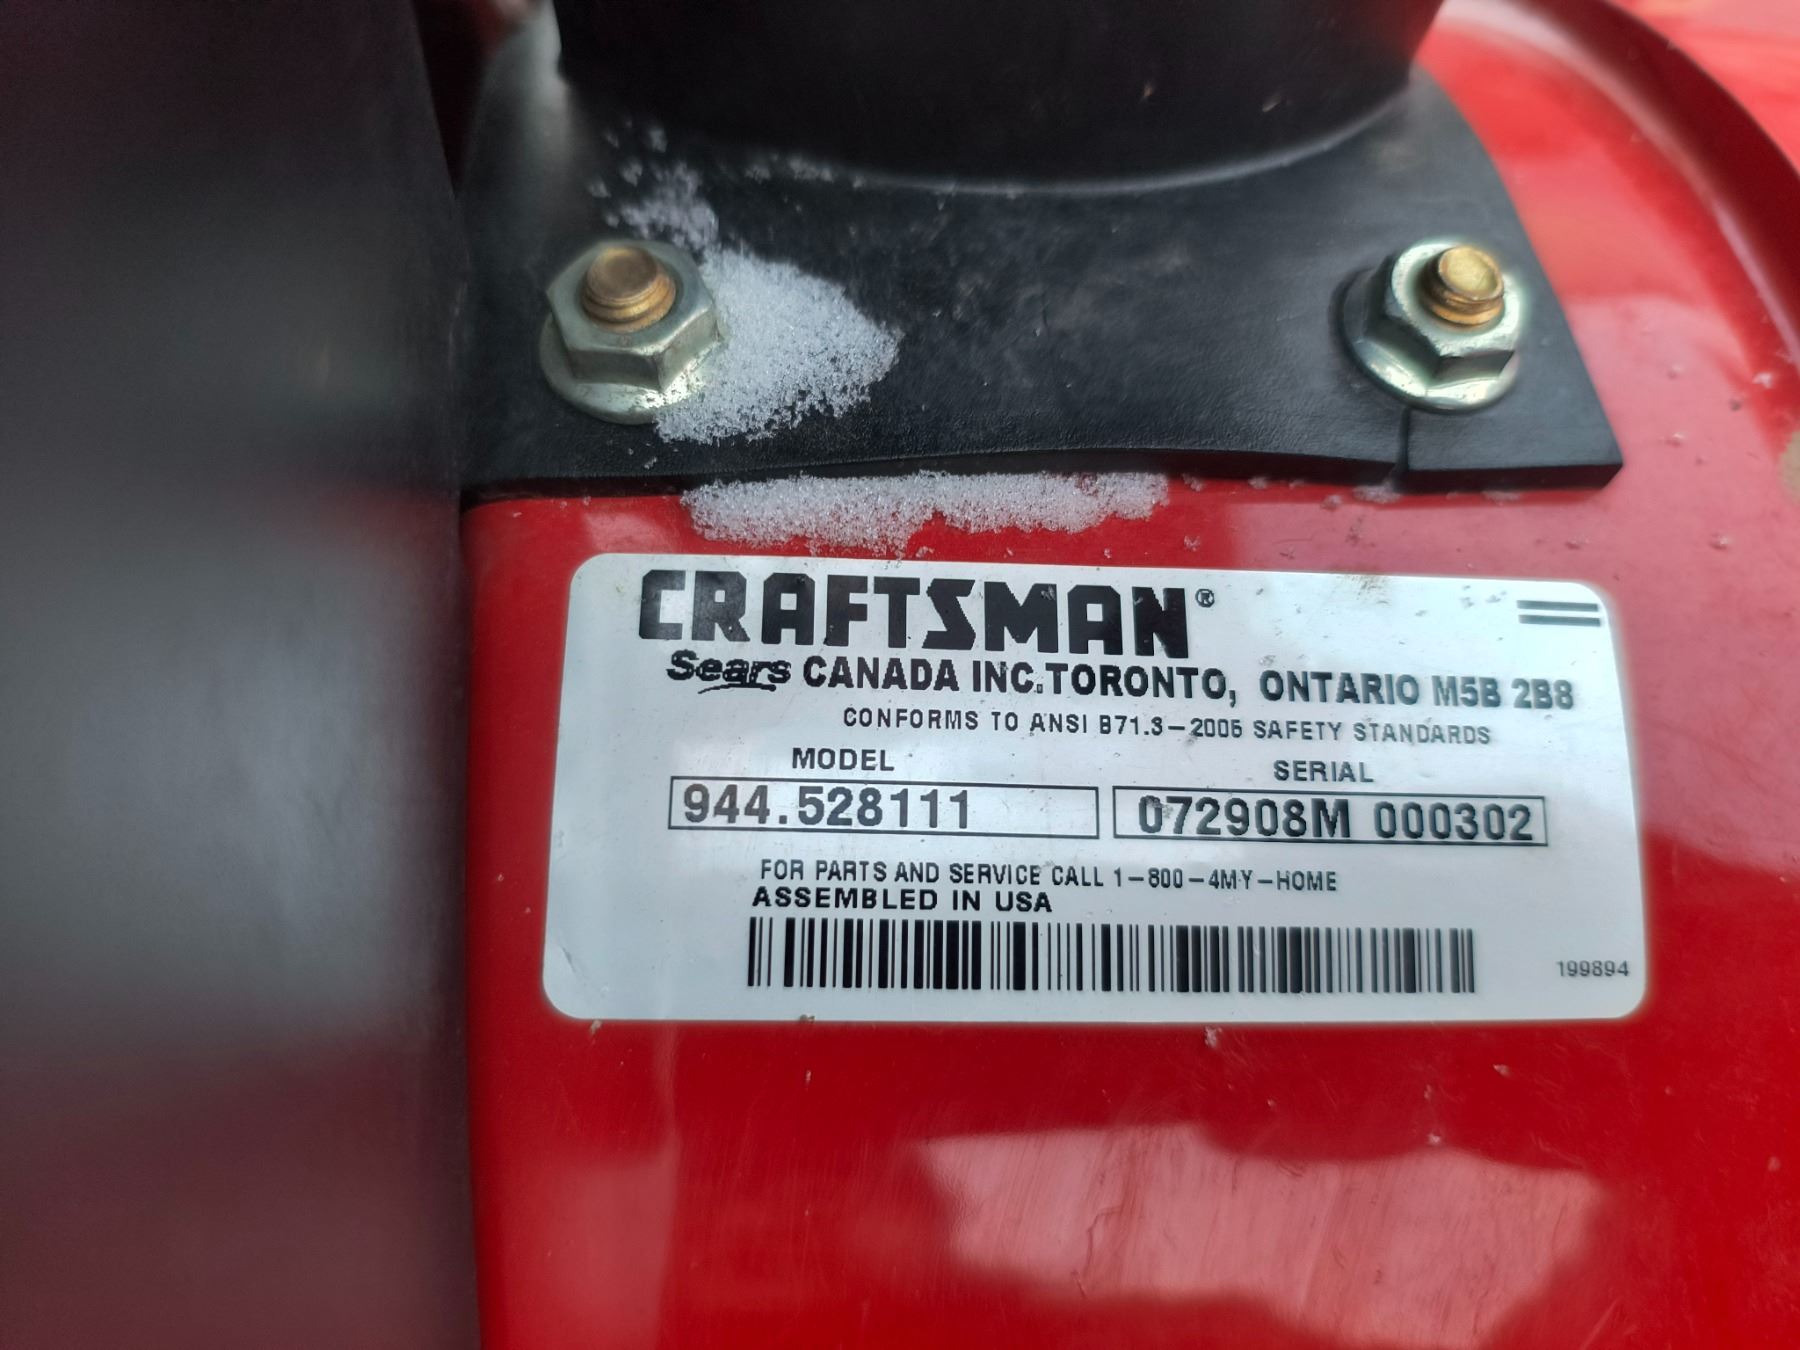 CRAFTSMAN®
Sears CANADA INC. TORONTO, ONTARIO M5B 2B8
CONFORMS TO ANSI B71.3-2005 SAFETY STANDARDS
MODEL SERIAL
944.528111 072908M 000302
FOR PARTS AND SERVICE CALL 1-800-4MY-HOME
ASSEMBLED IN USA
199894